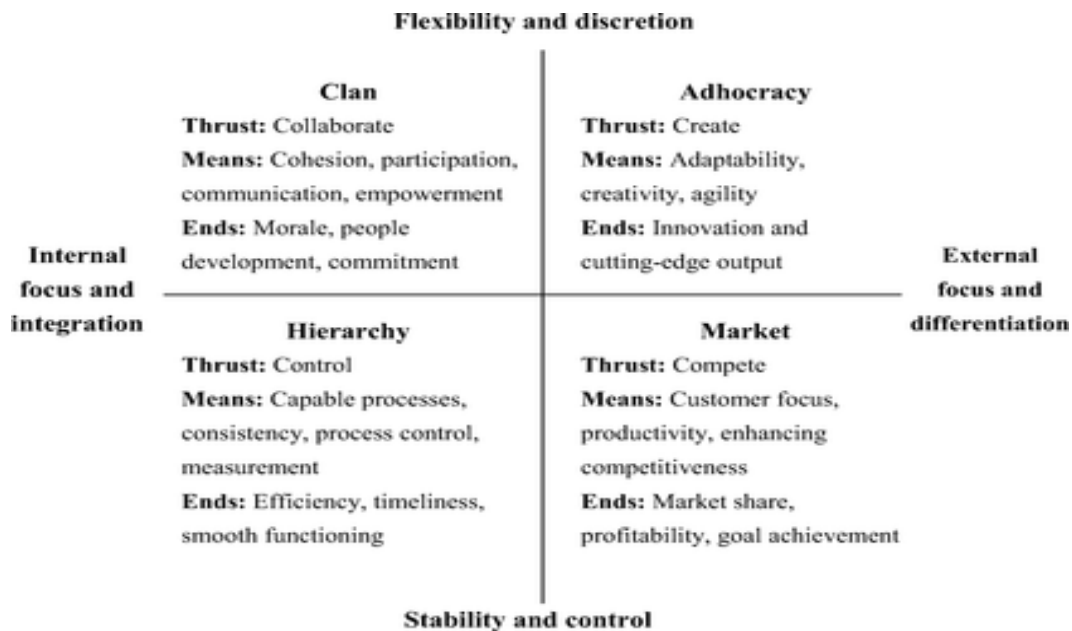 Flexibility and discretion
Clan
Thrust: Collaborate
Means: Cohesion, participation,
communication, empowerment
Ends: Morale, people
development, commitment
Adhocracy
Thrust: Create
Means: Adaptability,
creativity, agility
Ends: Innovation and
cutting-edge output
Internal
focus and
integration
External
focus and
differentiation
Hierarchy
Thrust: Control
Means: Capable processes,
consistency, process control,
measurement
Ends: Efficiency, timeliness,
smooth functioning
Market
Thrust: Compete
Means: Customer focus,
productivity, enhancing
competitiveness
Ends: Market share,
profitability, goal achievement
Stability and control